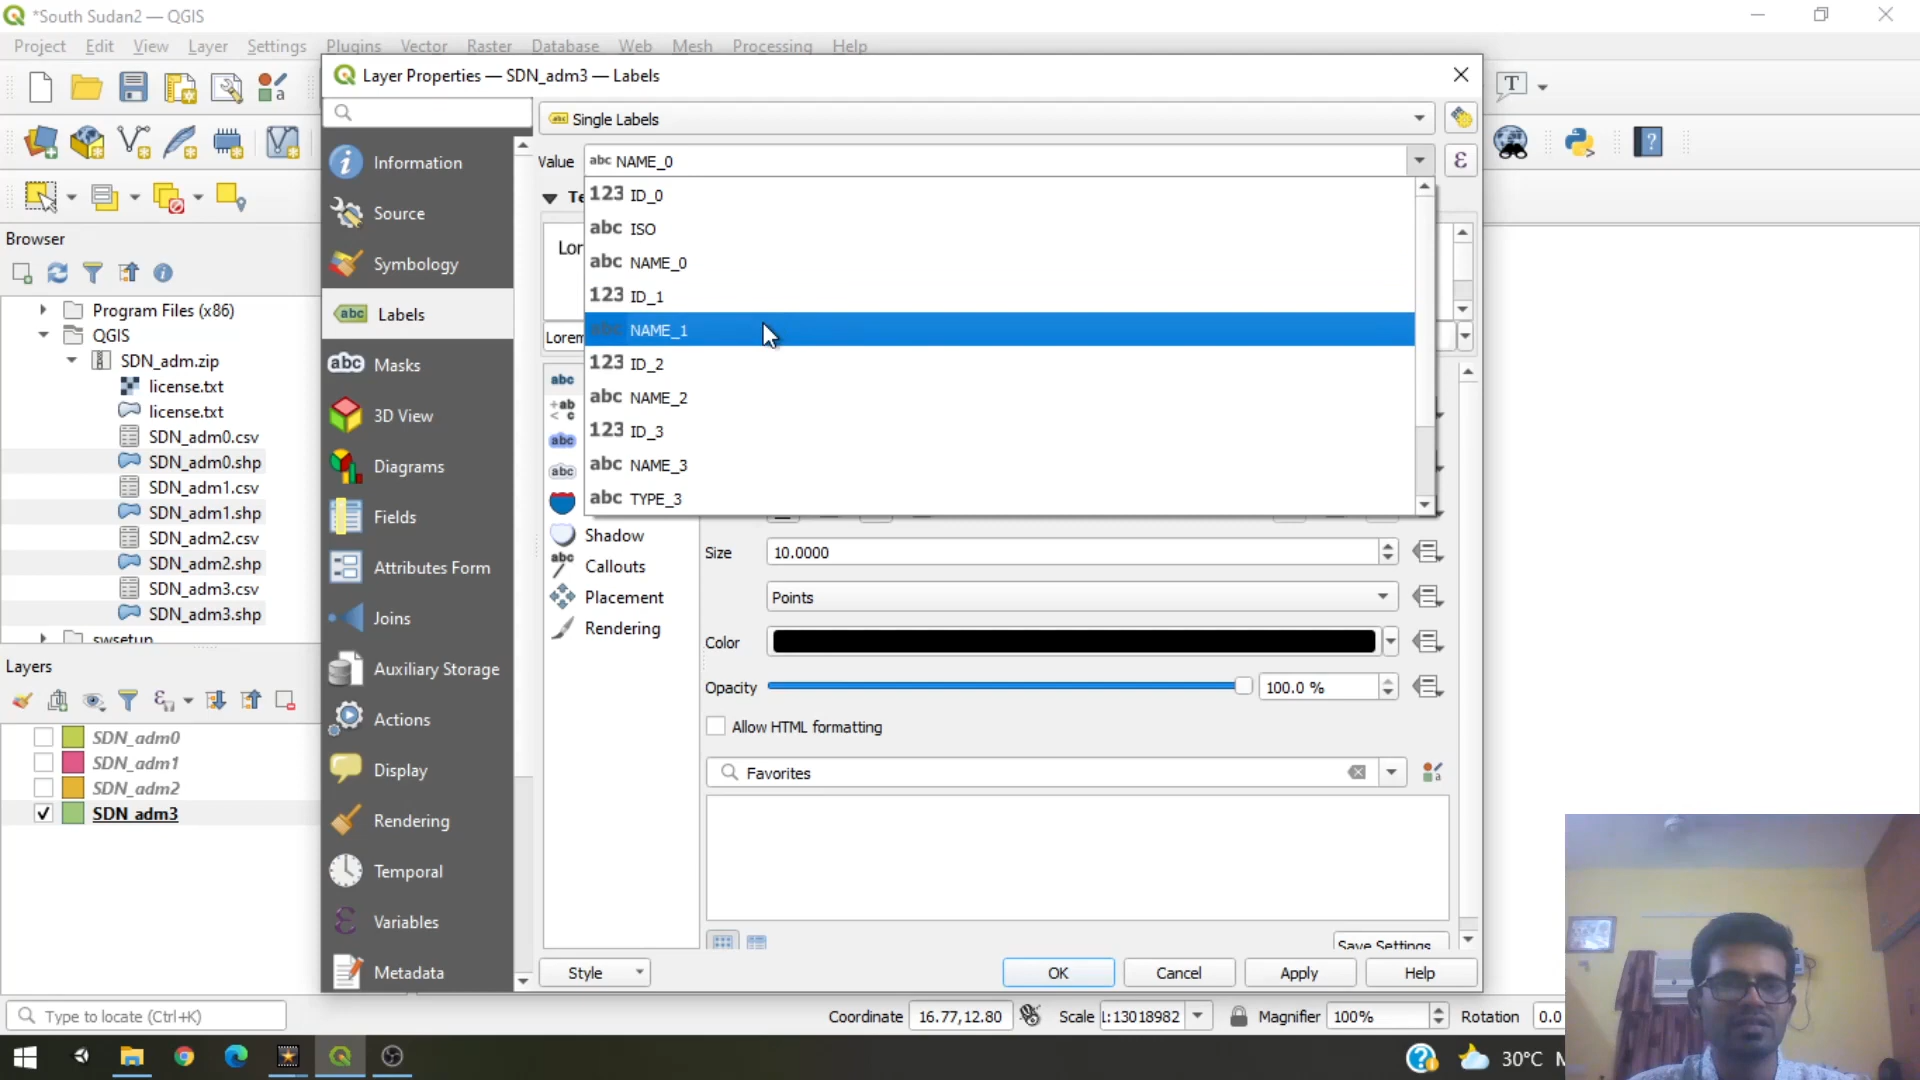 *South Sudan2 — QGIS
Project Edit View Layer Settings Plugins Vector Raster Database Web Mesh Processing Help
Layer Properties — SDN_adm3 — Labels
Single Labels
Value abc NAME_0
123 ID_0
abc ISO
abc NAME_0
123 ID_1
abc NAME_1
123 ID_2
abc NAME_2
123 ID_3
abc NAME_3
abc TYPE_3
Information
Source
Symbology
abc Labels
abc Masks
3D View
Diagrams
Fields
Attributes Form
Joins
Auxiliary Storage
Actions
Display
Rendering
Temporal
Variables
Metadata
Shadow
Callouts
Placement
Rendering
Size 10.0000
Points
Color
Opacity 100.0 %
Allow HTML formatting
Favorites
Save Settings...
Style OK Cancel Apply Help
Browser
Program Files (x86)
QGIS
SDN_adm.zip
license.txt
license.txt
SDN_adm0.csv
SDN_adm0.shp
SDN_adm1.csv
SDN_adm1.shp
SDN_adm2.csv
SDN_adm2.shp
SDN_adm3.csv
SDN_adm3.shp
swsetup
Layers
SDN_adm0
SDN_adm1
SDN_adm2
SDN_adm3
Type to locate (Ctrl+K) Coordinate 16.77,12.80 Scale 1:13018982 Magnifier 100% Rotation 0.0
30°C